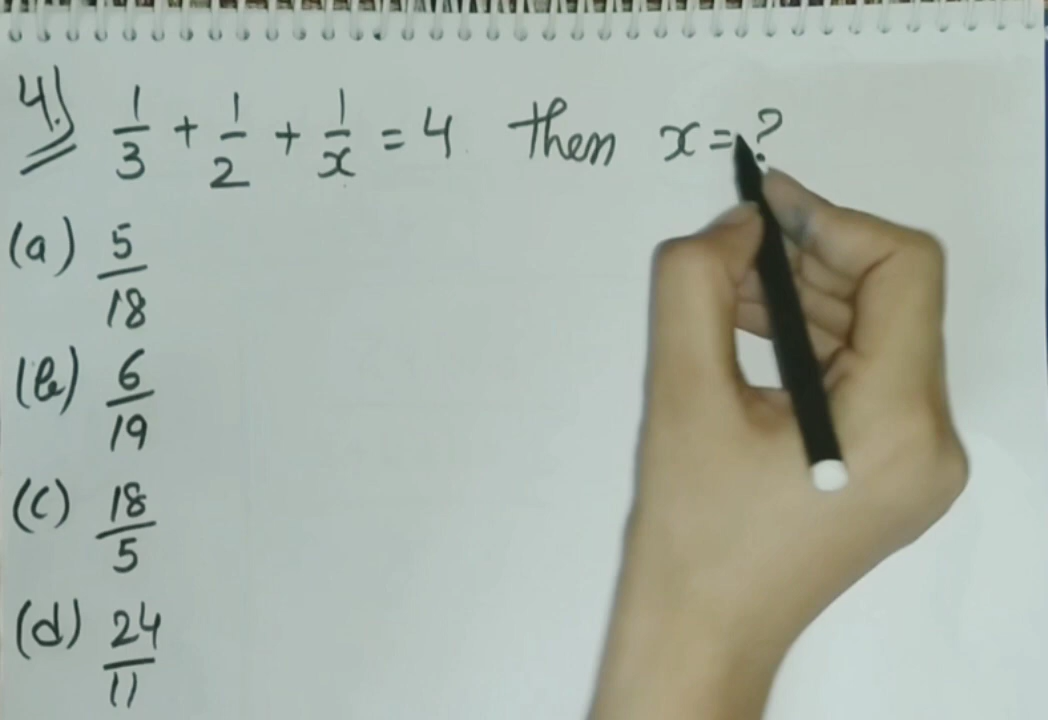 4.) 1/3 + 1/2 + 1/x = 4 then x = ?
(a) 5/18
(b) 6/19
(c) 18/5
(d) 24/11